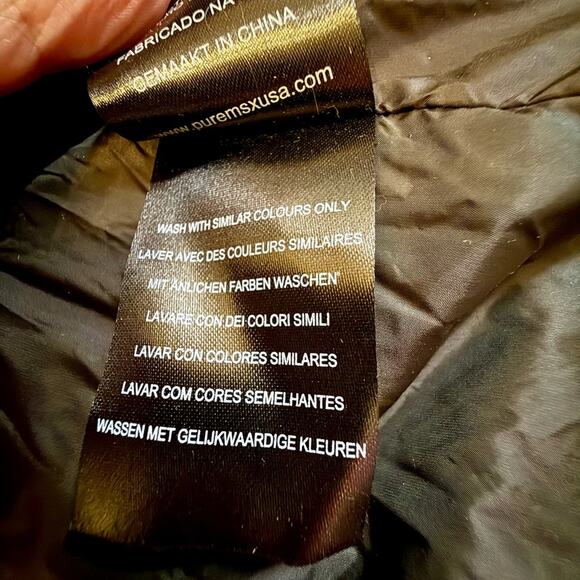 FABRICADO NA
GEMAAKT IN CHINA
www.puremsxusa.com
WASH WITH SIMILAR COLOURS ONLY
LAVER AVEC DES COULEURS SIMILAIRES
MIT ÄNLICHEN FARBEN WASCHEN
LAVARE CON DEI COLORI SIMILI
LAVAR CON COLORES SIMILARES
LAVAR COM CORES SEMELHANTES
WASSEN MET GELIJKWAARDIGE KLEUREN